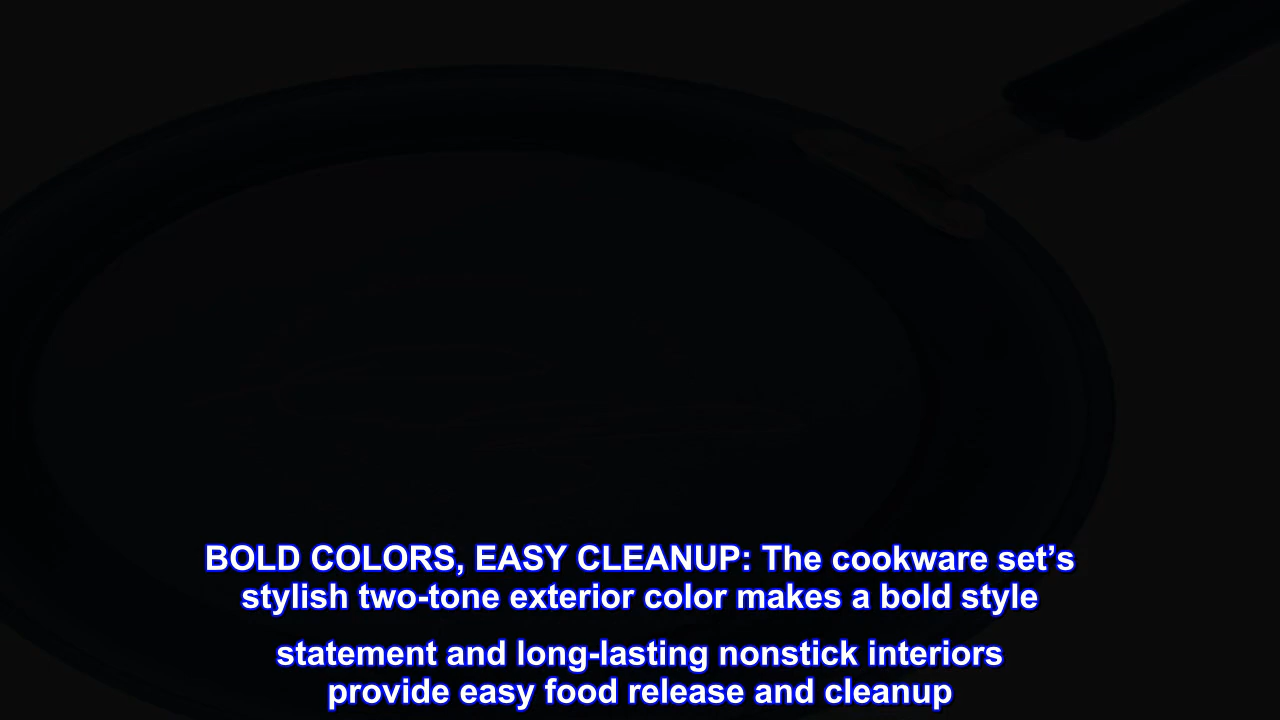 BOLD COLORS, EASY CLEANUP: The cookware set’s
stylish two-tone exterior color makes a bold style
statement and long-lasting nonstick interiors
provide easy food release and cleanup